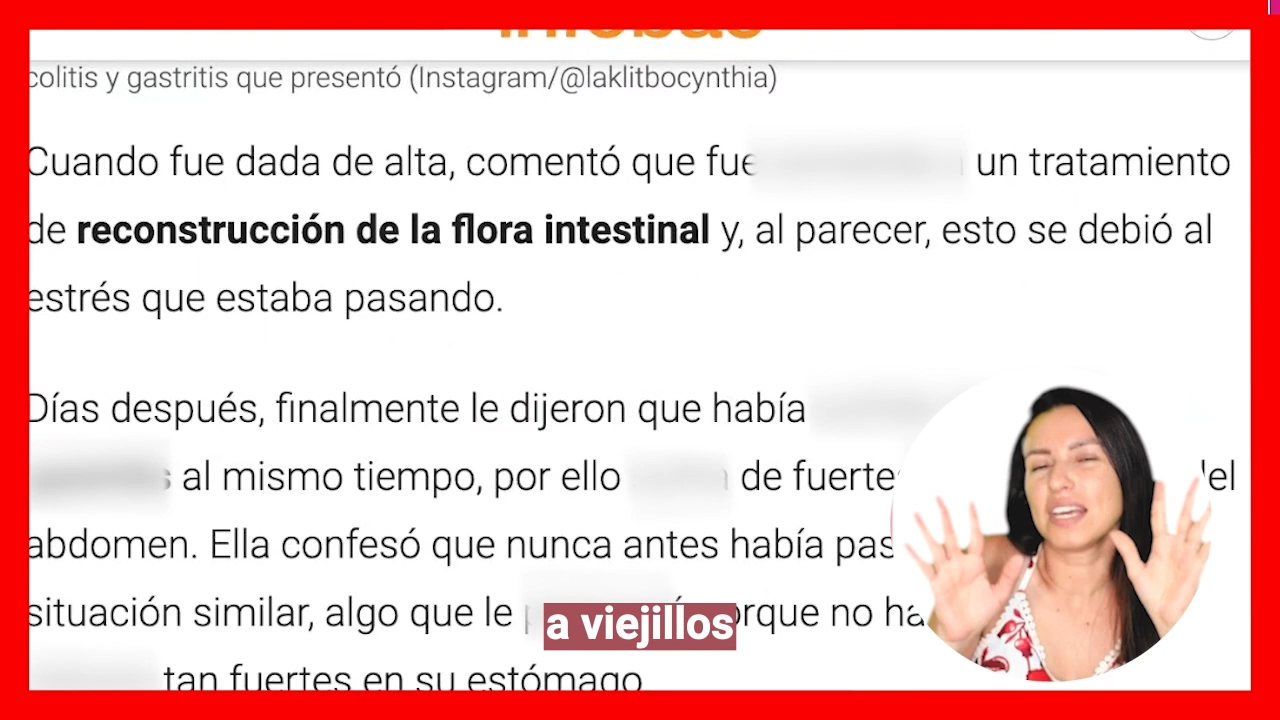 infobae
colitis y gastritis que presentó (Instagram/@laklitbocynthia)
Cuando fue dada de alta, comentó que fue un tratamiento
de reconstrucción de la flora intestinal y, al parecer, esto se debió al
estrés que estaba pasando.
Días después, finalmente le dijeron que había
al mismo tiempo, por ello de fuertes del
abdomen. Ella confesó que nunca antes había pas
situación similar, algo que le porque no ha
a viejillos
tan fuertes en su estómago.